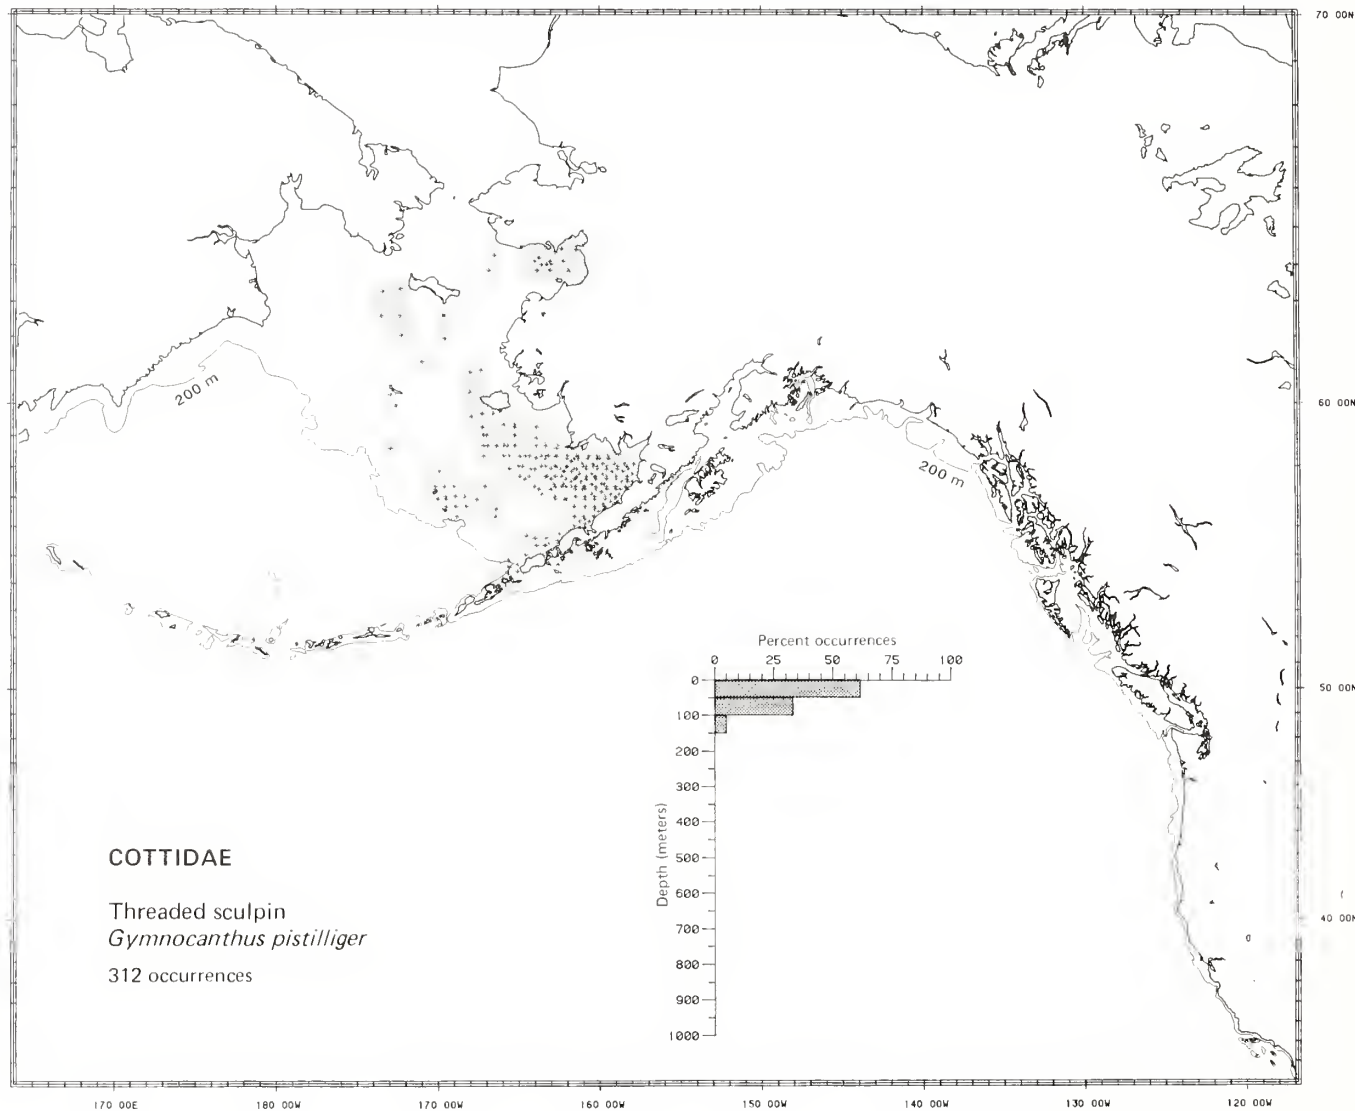 70 00N
200 m
60 00N
200 m
Percent occurrences
0 25 50 75 100
0
100
200
300
400
500
600
700
800
900
1000
Depth (meters)
50 00N
COTTIDAE
Threaded sculpin
Gymnocanthus pistilliger
312 occurrences
40 00N
170 00E 180 00W 170 00W 160 00W 150 00W 140 00W 130 00W 120 00W